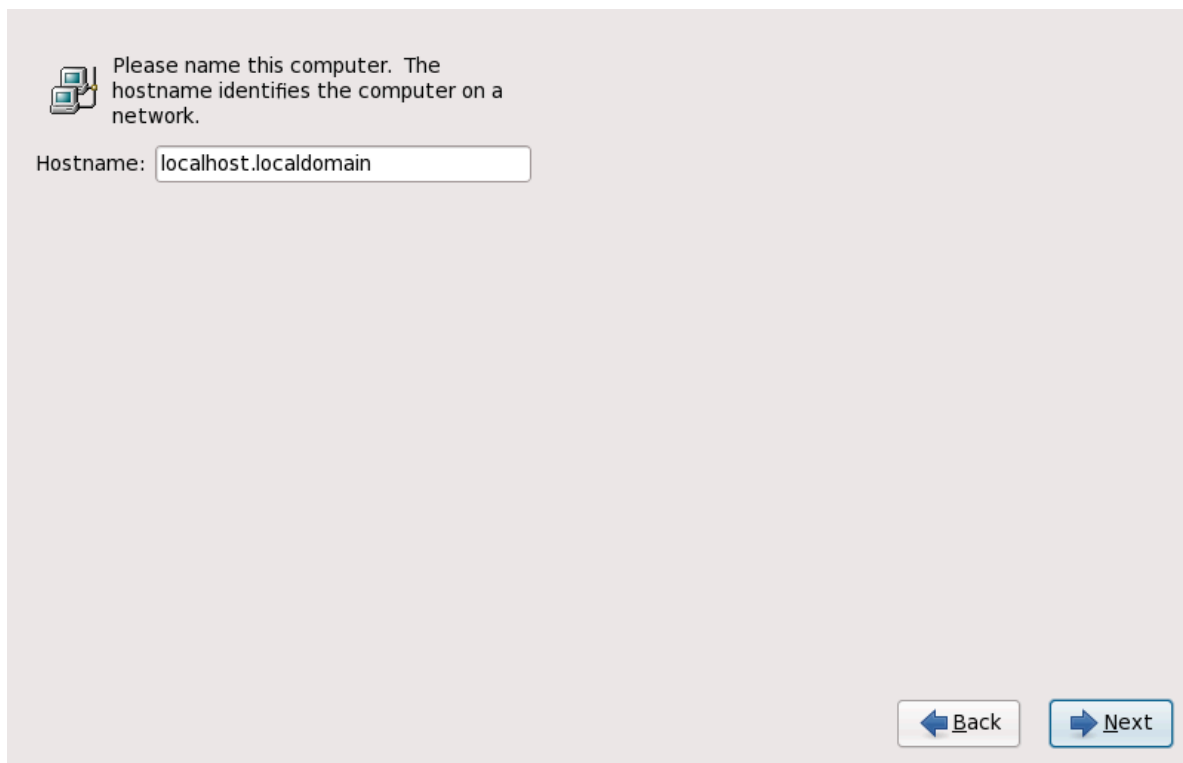 Please name this computer.  The
hostname identifies the computer on a
network.
Hostname: localhost.localdomain
Back Next